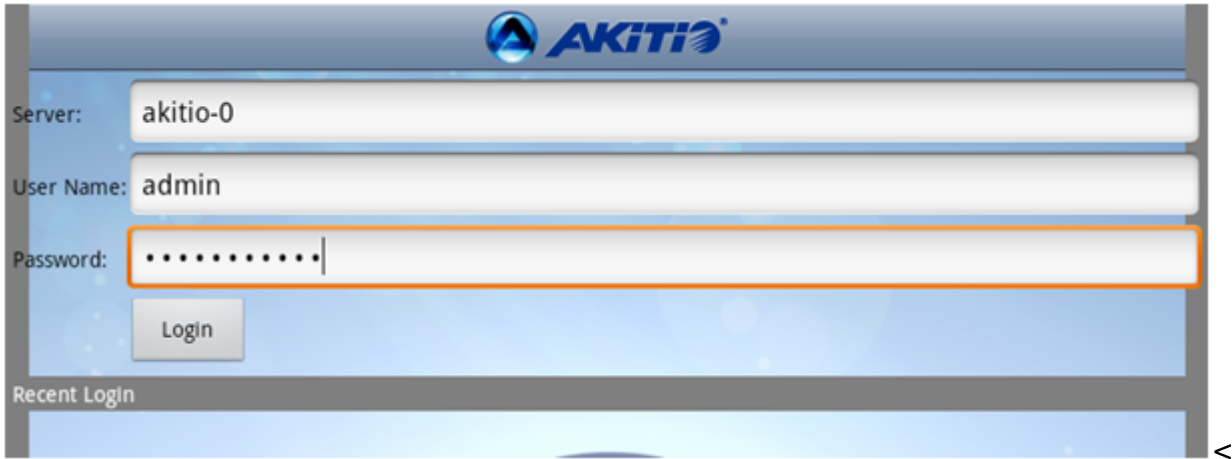 AKiTiO®
Server: akitio-0
User Name: admin
Password: •••••••••••
Login
Recent Login
<